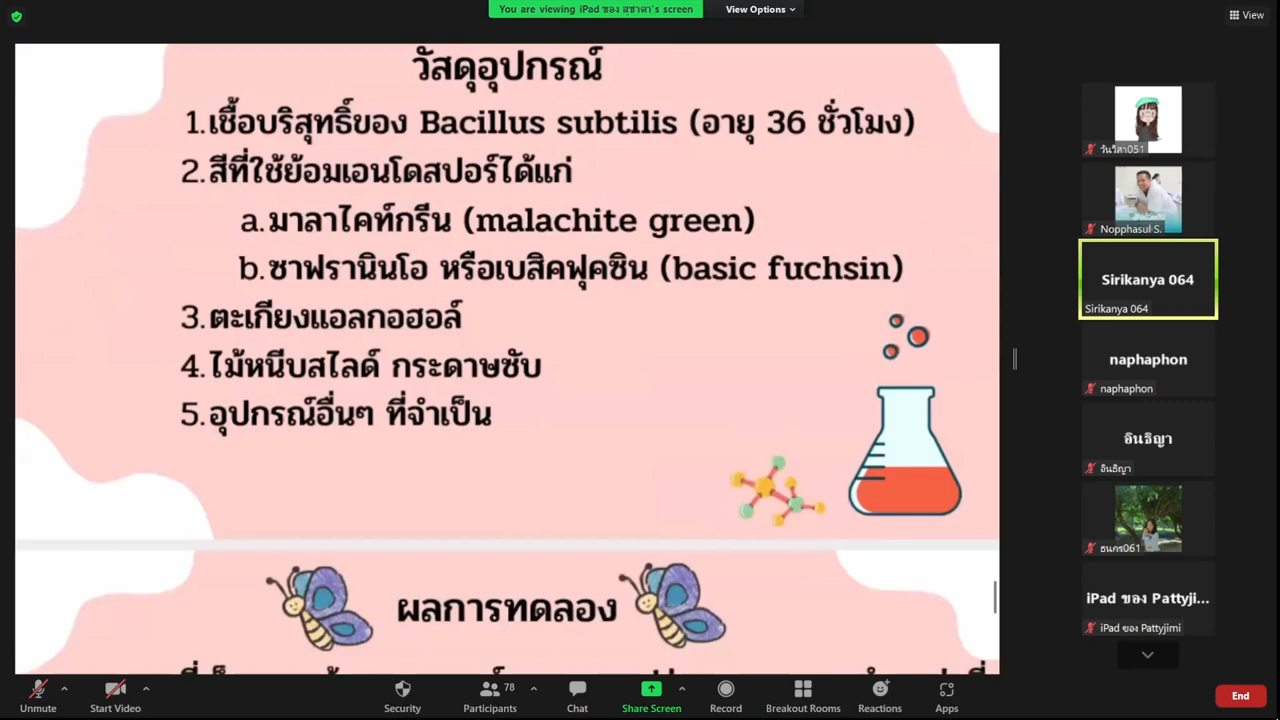 You are viewing iPad ของ สุชาดา's screen
View Options
View
วัสดุอุปกรณ์
1.เชื้อบริสุทธิ์ของ Bacillus subtilis (อายุ 36 ชั่วโมง)
2.สีที่ใช้ย้อมเอนโดสปอร์ได้แก่
a.มาลาไคท์กรีน (malachite green)
b.ซาฟรานินโอ หรือเบสิคฟุคซิน (basic fuchsin)
3.ตะเกียงแอลกอฮอล์
4.ไม้หนีบสไลด์ กระดาษซับ
5.อุปกรณ์อื่นๆ ที่จำเป็น
ผลการทดลอง
วันวิสา051
Nopphasul S.
Sirikanya 064
Sirikanya 064
naphaphon
naphaphon
อินธิญา
อินธิญา
ธนกร061
iPad ของ Pattyji...
iPad ของ Pattyjimi
Unmute
Start Video
Security
Participants
78
Chat
Share Screen
Record
Breakout Rooms
Reactions
Apps
End